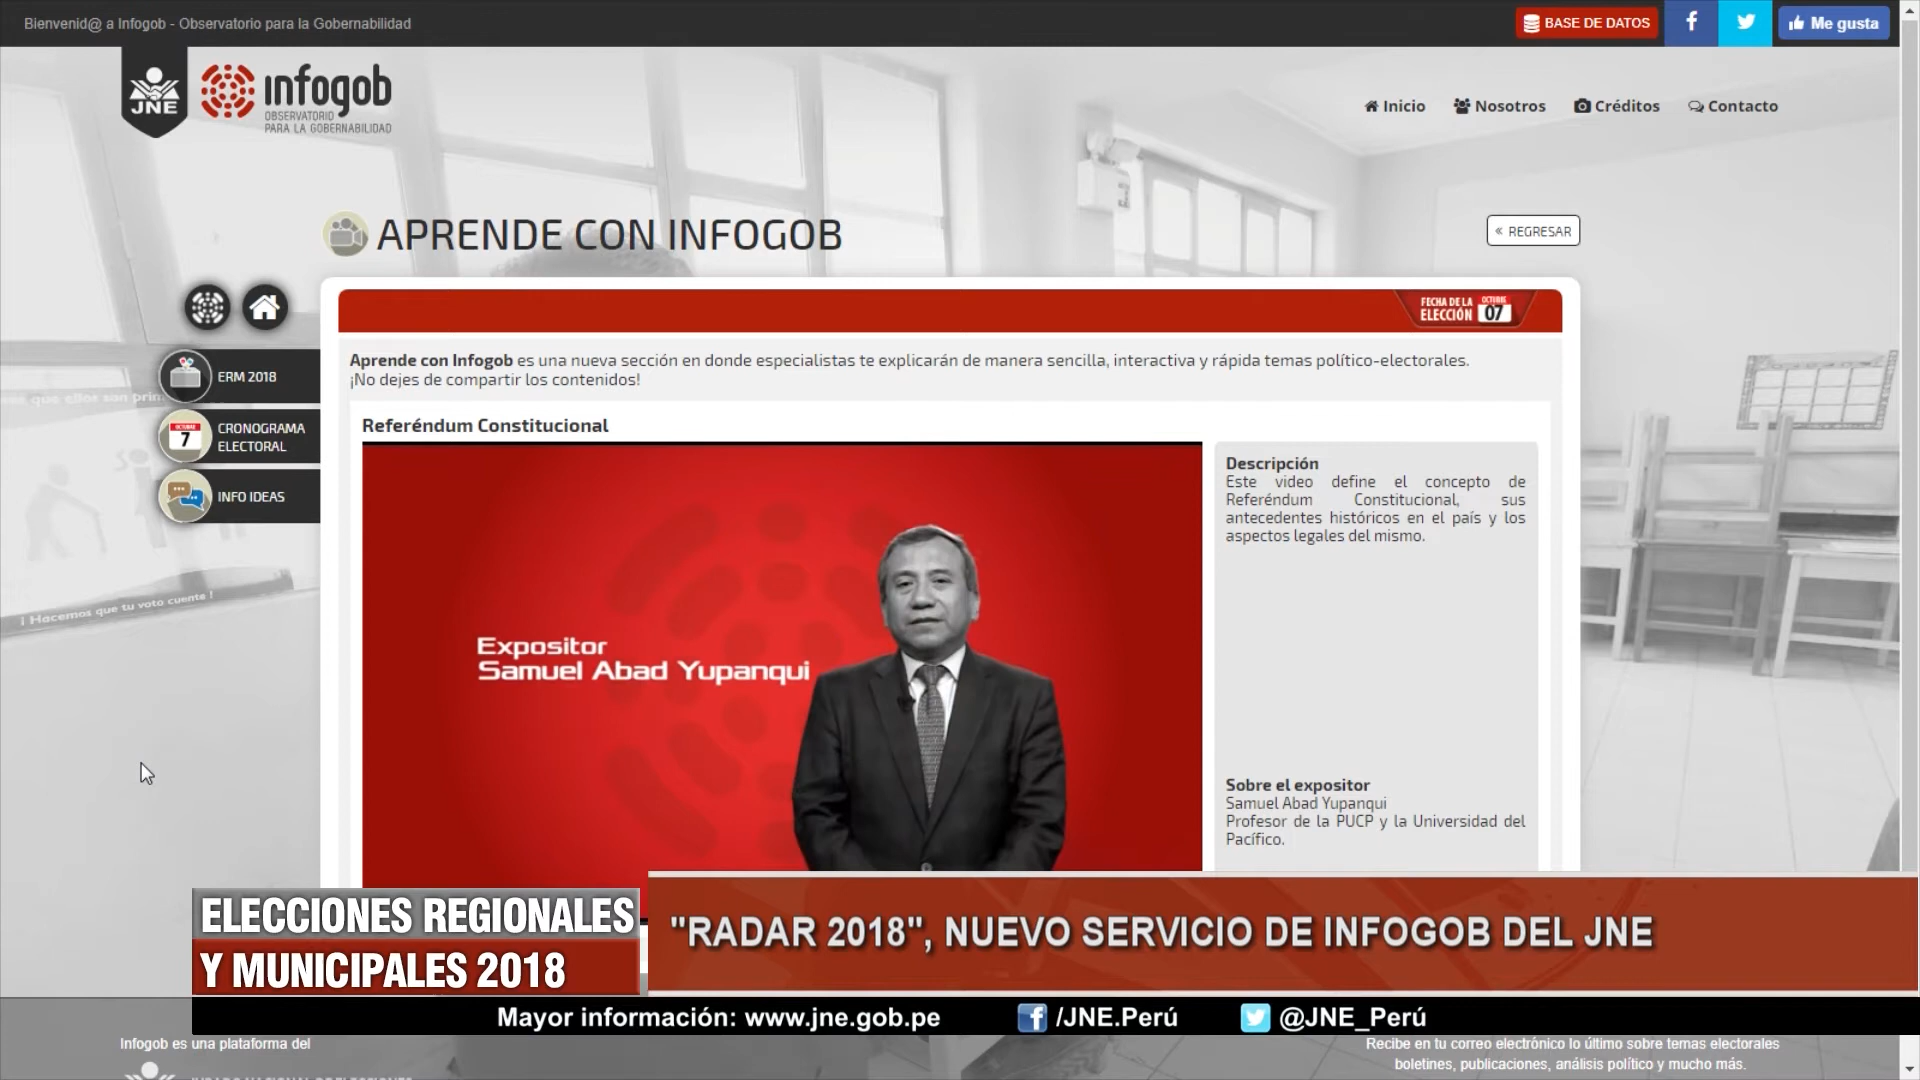 Bienvenid@ a Infogob - Observatorio para la Gobernabilidad
BASE DE DATOS
Me gusta
JNE
infogob
OBSERVATORIO
PARA LA GOBERNABILIDAD
Inicio
Nosotros
Créditos
Contacto
APRENDE CON INFOGOB
« REGRESAR
FECHA DE LA
ELECCIÓN
OCTUBRE
07
ERM 2018
OCTUBRE
7
CRONOGRAMA
ELECTORAL
INFO IDEAS
Aprende con Infogob es una nueva sección en donde especialistas te explicarán de manera sencilla, interactiva y rápida temas político-electorales.
¡No dejes de compartir los contenidos!
Referéndum Constitucional
Expositor
Samuel Abad Yupanqui
Descripción
Este video define el concepto de
Referéndum Constitucional, sus
antecedentes históricos en el país y los
aspectos legales del mismo.
Sobre el expositor
Samuel Abad Yupanqui
Profesor de la PUCP y la Universidad del
Pacífico.
¡ Hacemos que tu voto cuente !
ELECCIONES REGIONALES
Y MUNICIPALES 2018
"RADAR 2018", NUEVO SERVICIO DE INFOGOB DEL JNE
Mayor información: www.jne.gob.pe
/JNE.Perú
@JNE_Perú
Infogob es una plataforma del
Recibe en tu correo electrónico lo último sobre temas electorales
boletines, publicaciones, análisis político y mucho más.